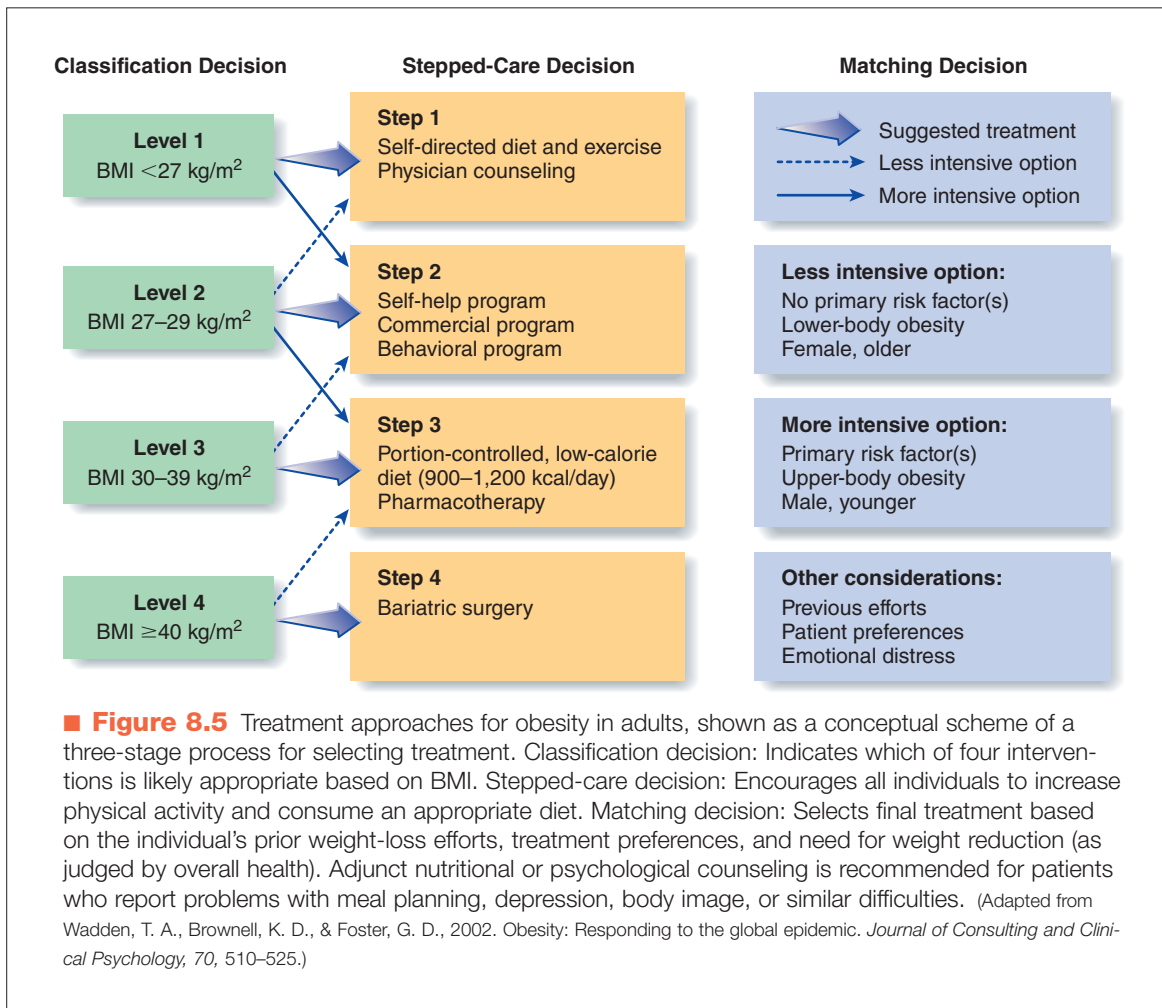 Classification Decision
Level 1
BMI <27 kg/m²
Level 2
BMI 27–29 kg/m²
Level 3
BMI 30–39 kg/m²
Level 4
BMI ≥40 kg/m²
Stepped-Care Decision
Step 1
Self-directed diet and exercise
Physician counseling
Step 2
Self-help program
Commercial program
Behavioral program
Step 3
Portion-controlled, low-calorie
diet (900–1,200 kcal/day)
Pharmacotherapy
Step 4
Bariatric surgery
Matching Decision
Suggested treatment
Less intensive option
More intensive option
Less intensive option:
No primary risk factor(s)
Lower-body obesity
Female, older
More intensive option:
Primary risk factor(s)
Upper-body obesity
Male, younger
Other considerations:
Previous efforts
Patient preferences
Emotional distress
■ Figure 8.5 Treatment approaches for obesity in adults, shown as a conceptual scheme of a
three-stage process for selecting treatment. Classification decision: Indicates which of four interven-
tions is likely appropriate based on BMI. Stepped-care decision: Encourages all individuals to increase
physical activity and consume an appropriate diet. Matching decision: Selects final treatment based
on the individual's prior weight-loss efforts, treatment preferences, and need for weight reduction (as
judged by overall health). Adjunct nutritional or psychological counseling is recommended for patients
who report problems with meal planning, depression, body image, or similar difficulties. (Adapted from
Wadden, T. A., Brownell, K. D., & Foster, G. D., 2002. Obesity: Responding to the global epidemic. Journal of Consulting and Clini-
cal Psychology, 70, 510–525.)